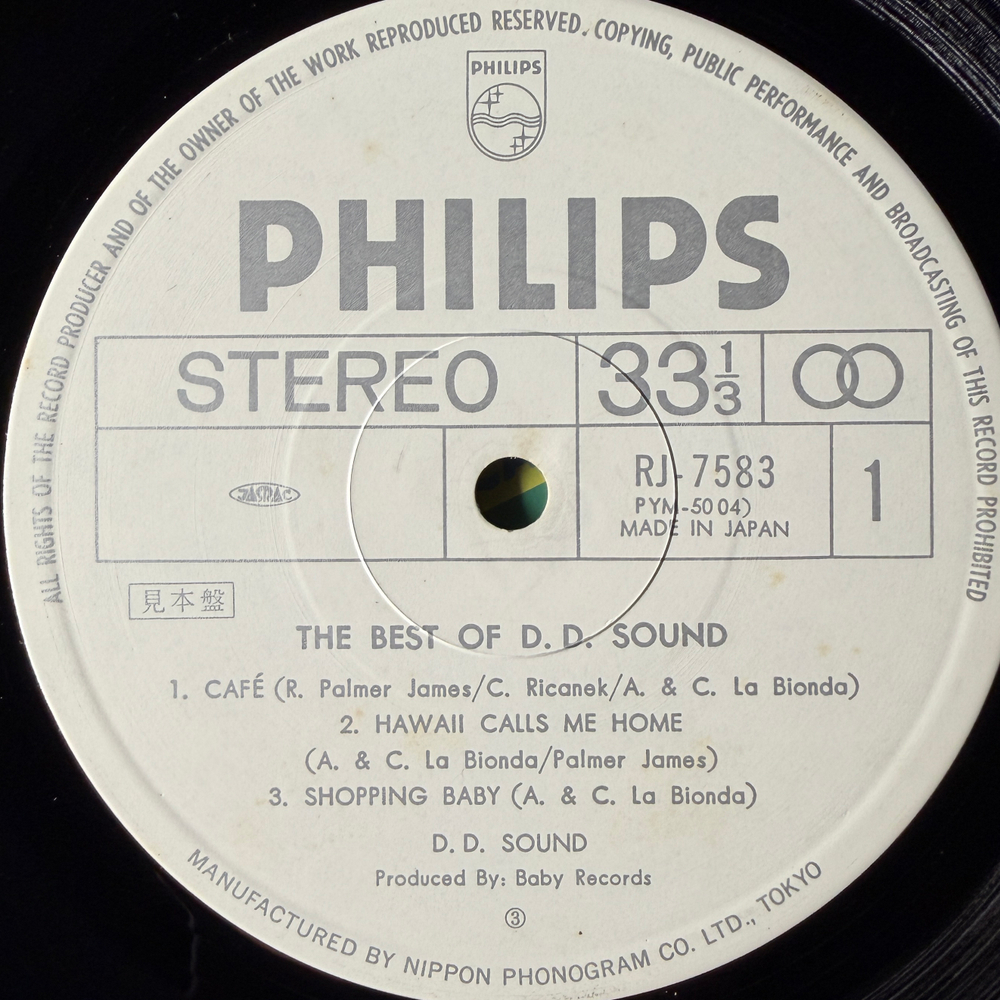 ALL RIGHTS OF THE RECORD PRODUCER AND OF THE OWNER OF THE WORK REPRODUCED RESERVED. COPYING, PUBLIC PERFORMANCE AND BROADCASTING OF THIS RECORD PROHIBITED
PHILIPS
PHILIPS
STEREO
33 1/3
JASRAC
RJ-7583
PYM-5004)
MADE IN JAPAN
1
見本盤
THE BEST OF D. D. SOUND
1. CAFÉ (R. Palmer James/C. Ricanek/A. & C. La Bionda)
2. HAWAII CALLS ME HOME
(A. & C. La Bionda/Palmer James)
3. SHOPPING BABY (A. & C. La Bionda)
D. D. SOUND
Produced By: Baby Records
③
MANUFACTURED BY NIPPON PHONOGRAM CO. LTD., TOKYO